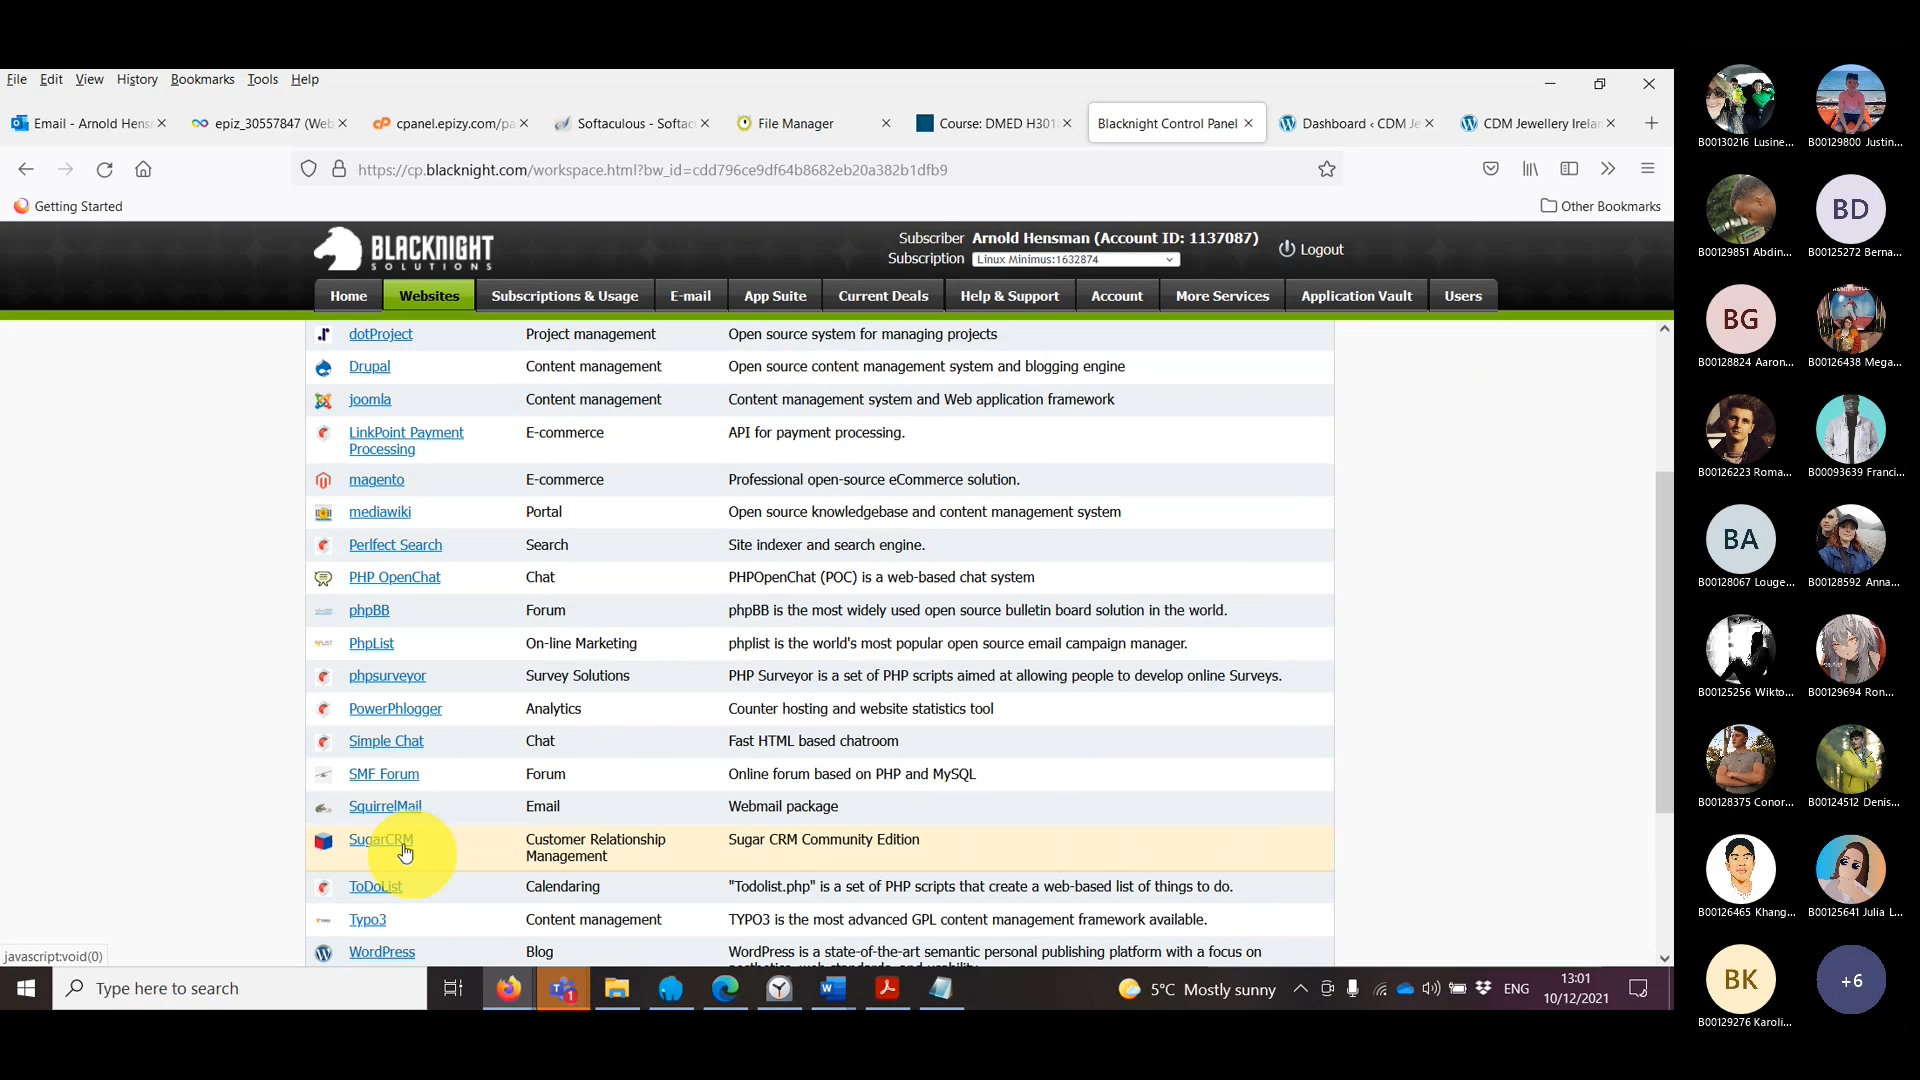 File Edit View History Bookmarks Tools Help
Email - Arnold Hens
epiz_30557847 (Web
cpanel.epizy.com/pa
Softaculous - Softac
File Manager
Course: DMED H301
Blacknight Control Panel
Dashboard ‹ CDM Je
CDM Jewellery Irelan
https://cp.blacknight.com/workspace.html?bw_id=cdd796ce9df64b8682eb20a382b1dfb9
Getting Started
Other Bookmarks
BLACKNIGHT
SOLUTIONS
Subscriber Arnold Hensman (Account ID: 1137087)
Subscription Linux Minimus:1632874
Logout
Home Websites Subscriptions & Usage E-mail App Suite Current Deals Help & Support Account More Services Application Vault Users
dotProject Project management Open source system for managing projects
Drupal Content management Open source content management system and blogging engine
joomla Content management Content management system and Web application framework
LinkPoint Payment E-commerce API for payment processing.
Processing
magento E-commerce Professional open-source eCommerce solution.
mediawiki Portal Open source knowledgebase and content management system
Perlfect Search Search Site indexer and search engine.
PHP OpenChat Chat PHPOpenChat (POC) is a web-based chat system
phpBB Forum phpBB is the most widely used open source bulletin board solution in the world.
PhpList On-line Marketing phplist is the world's most popular open source email campaign manager.
phpsurveyor Survey Solutions PHP Surveyor is a set of PHP scripts aimed at allowing people to develop online Surveys.
PowerPhlogger Analytics Counter hosting and website statistics tool
Simple Chat Chat Fast HTML based chatroom
SMF Forum Forum Online forum based on PHP and MySQL
SquirrelMail Email Webmail package
SugarCRM Customer Relationship Sugar CRM Community Edition
Management
ToDoList Calendaring "Todolist.php" is a set of PHP scripts that create a web-based list of things to do.
Typo3 Content management TYPO3 is the most advanced GPL content management framework available.
WordPress Blog WordPress is a state-of-the-art semantic personal publishing platform with a focus on
javascript:void(0)
Type here to search
5°C Mostly sunny
ENG
13:01
10/12/2021
B00130216 Lusine...
B00129800 Justin...
B00129851 Abdin...
BD
B00125272 Berna...
BG
B00128824 Aaron...
B00126438 Mega...
B00126223 Roma...
B00093639 Franci...
BA
B00128067 Louge...
B00128592 Anna...
B00125256 Wikto...
B00129694 Ron...
B00128375 Conor...
B00124512 Denis...
B00126465 Khang...
B00125641 Julia L...
BK
B00129276 Karoli...
+6